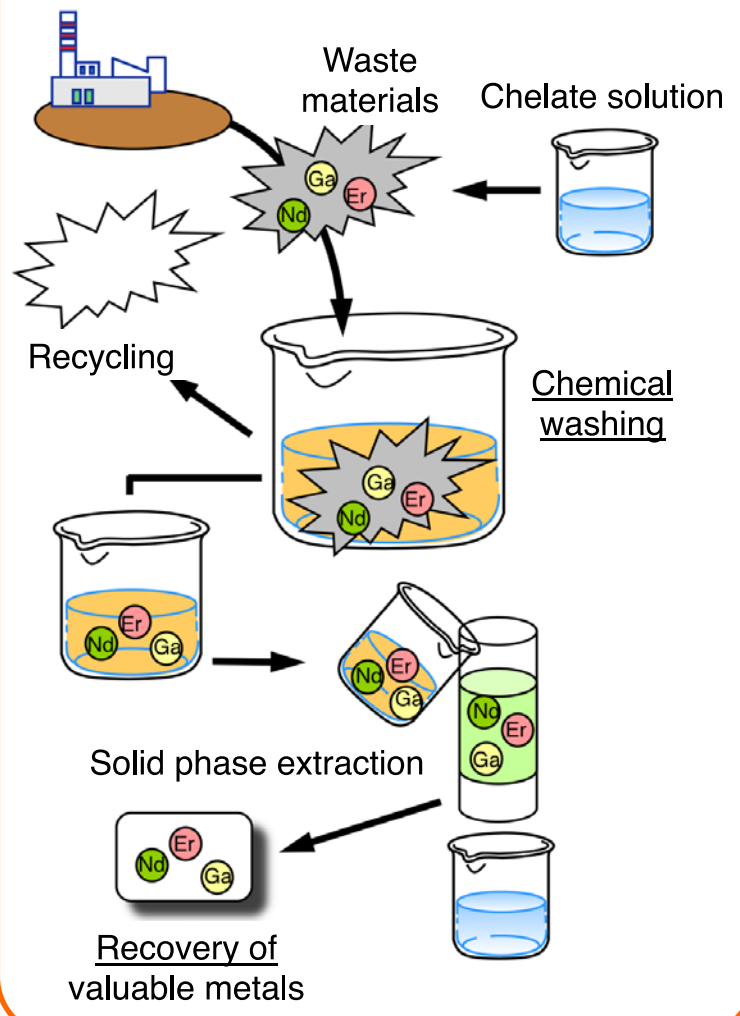 Waste
materials
Chelate solution
Ga
Er
Nd
Recycling
Chemical
washing
Ga
Er
Nd
Er
Nd
Ga
Er
Nd
Ga
Nd
Er
Ga
Solid phase extraction
Er
Nd
Ga
Recovery of
valuable metals